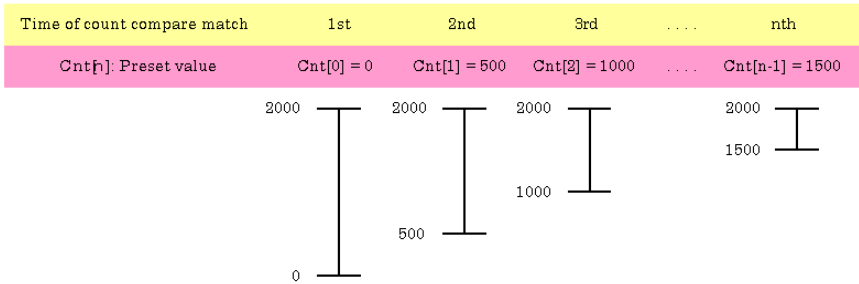 Time of count compare match 1st 2nd 3rd .... nth
Cnt[n]: Preset value Cnt[0] = 0 Cnt[1] = 500 Cnt[2] = 1000 .... Cnt[n-1] = 1500
2000 2000 2000 2000
1500
1000
500
0